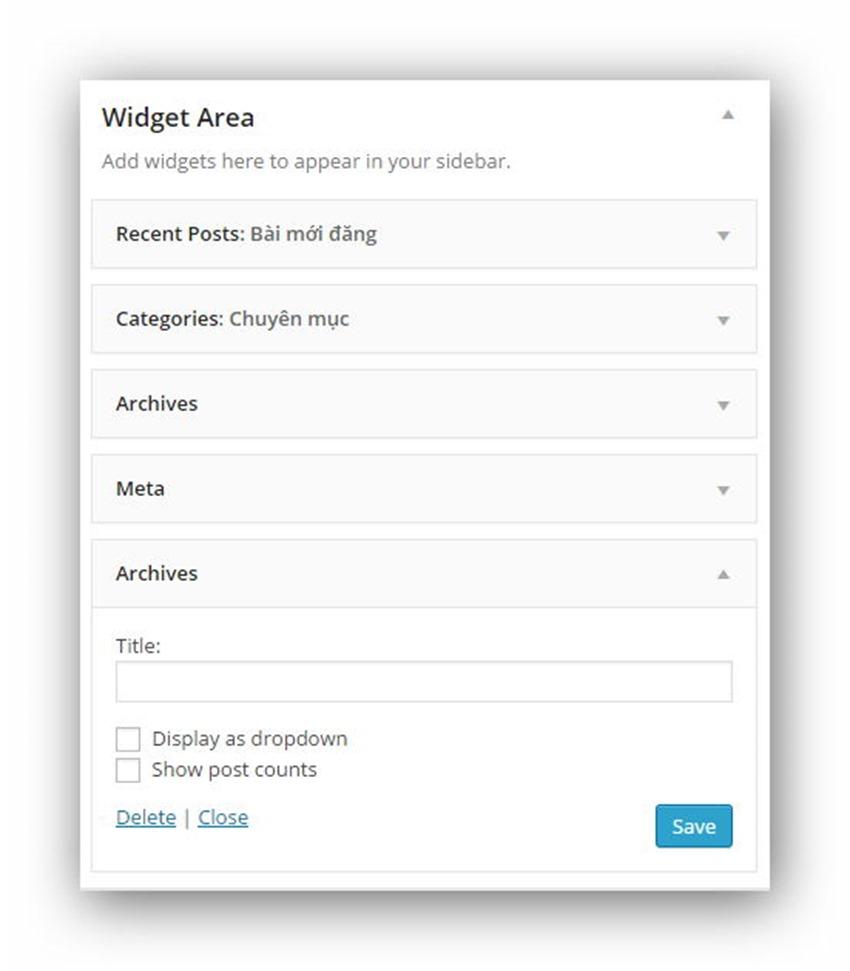 Widget Area
Add widgets here to appear in your sidebar.
Recent Posts: Bài mới đăng
Categories: Chuyên mục
Archives
Meta
Archives
Title:
Display as dropdown
Show post counts
Delete | Close
Save